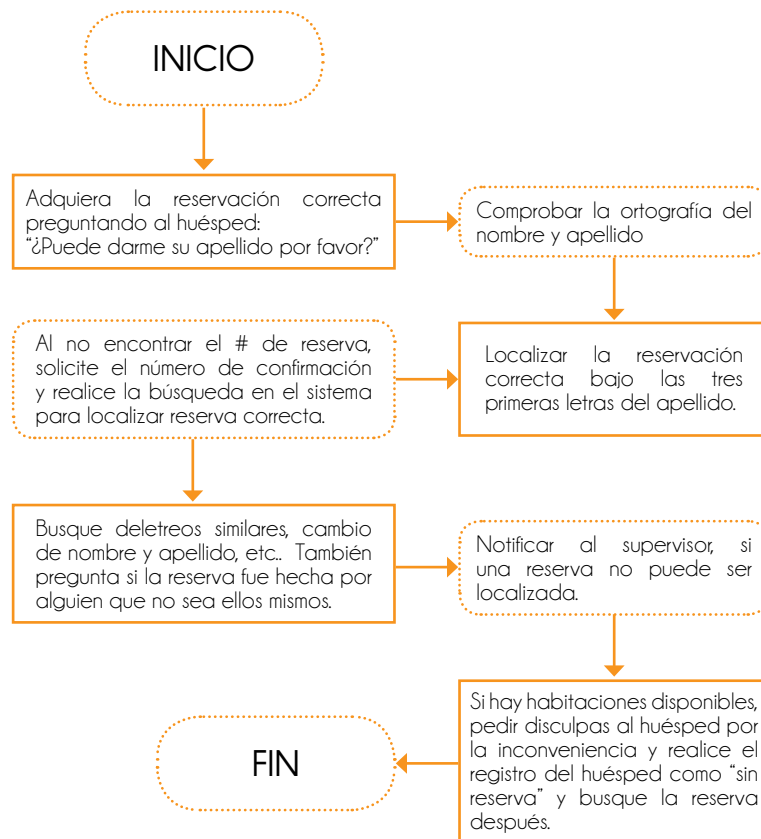 INICIO
Adquiera la reservación correcta
preguntando al huésped:
“¿Puede darme su apellido por favor?”
Comprobar la ortografía del
nombre y apellido
Al no encontrar el # de reserva,
solicite el número de confirmación
y realice la búsqueda en el sistema
para localizar reserva correcta.
Localizar la reservación
correcta bajo las tres
primeras letras del apellido.
Busque deletreos similares, cambio
de nombre y apellido, etc.. También
pregunta si la reserva fue hecha por
alguien que no sea ellos mismos.
Notificar al supervisor, si
una reserva no puede ser
localizada.
Si hay habitaciones disponibles,
pedir disculpas al huésped por
la inconveniencia y realice el
registro del huésped como “sin
reserva” y busque la reserva
después.
FIN